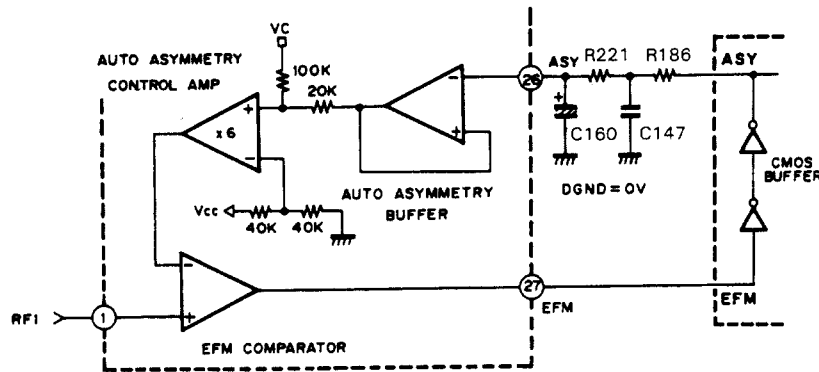 VC
AUTO ASYMMETRY
CONTROL AMP
100K
20K
+
x 6
-
-
+
26
ASY
R221
R186
ASY
+
C160
C147
CMOS
BUFFER
AUTO ASYMMETRY
BUFFER
DGND=0V
Vcc
40K
40K
-
+
27
EFM
EFM
RFI
1
EFM COMPARATOR